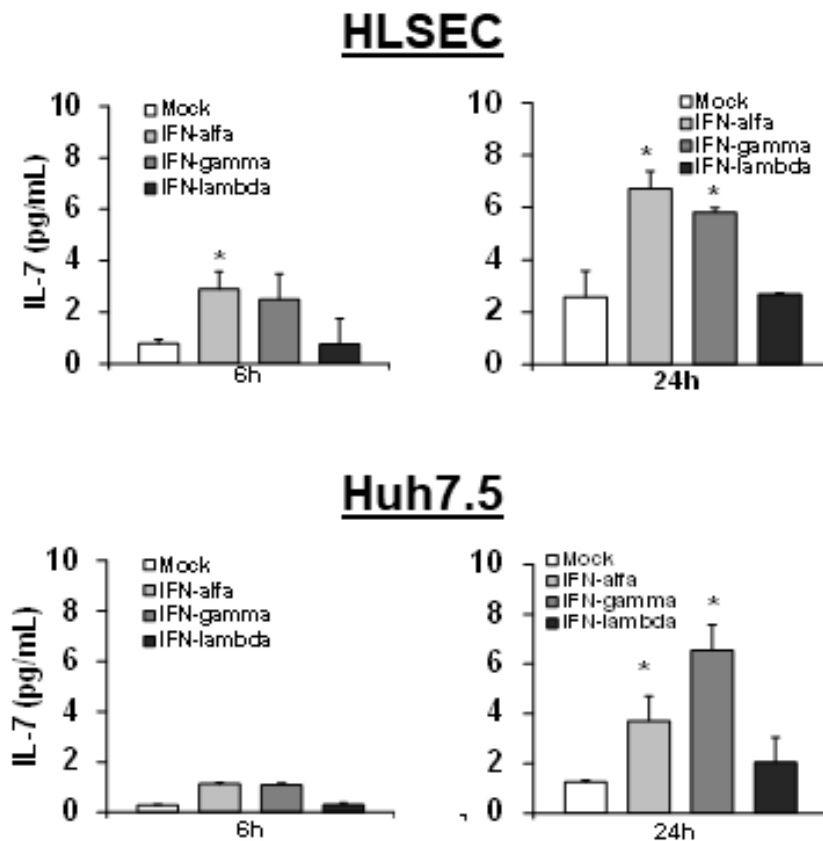 HLSEC
IL-7 (pg/mL)
10
8
6
4
2
0
Mock
IFN-alfa
IFN-gamma
IFN-lambda
*
6h
10
8
6
4
2
0
Mock
IFN-alfa
IFN-gamma
IFN-lambda
*
*
24h
Huh7.5
IL-7 (pg/mL)
10
8
6
4
2
0
Mock
IFN-alfa
IFN-gamma
IFN-lambda
6h
10
8
6
4
2
0
Mock
IFN-alfa
IFN-gamma
IFN-lambda
*
*
24h